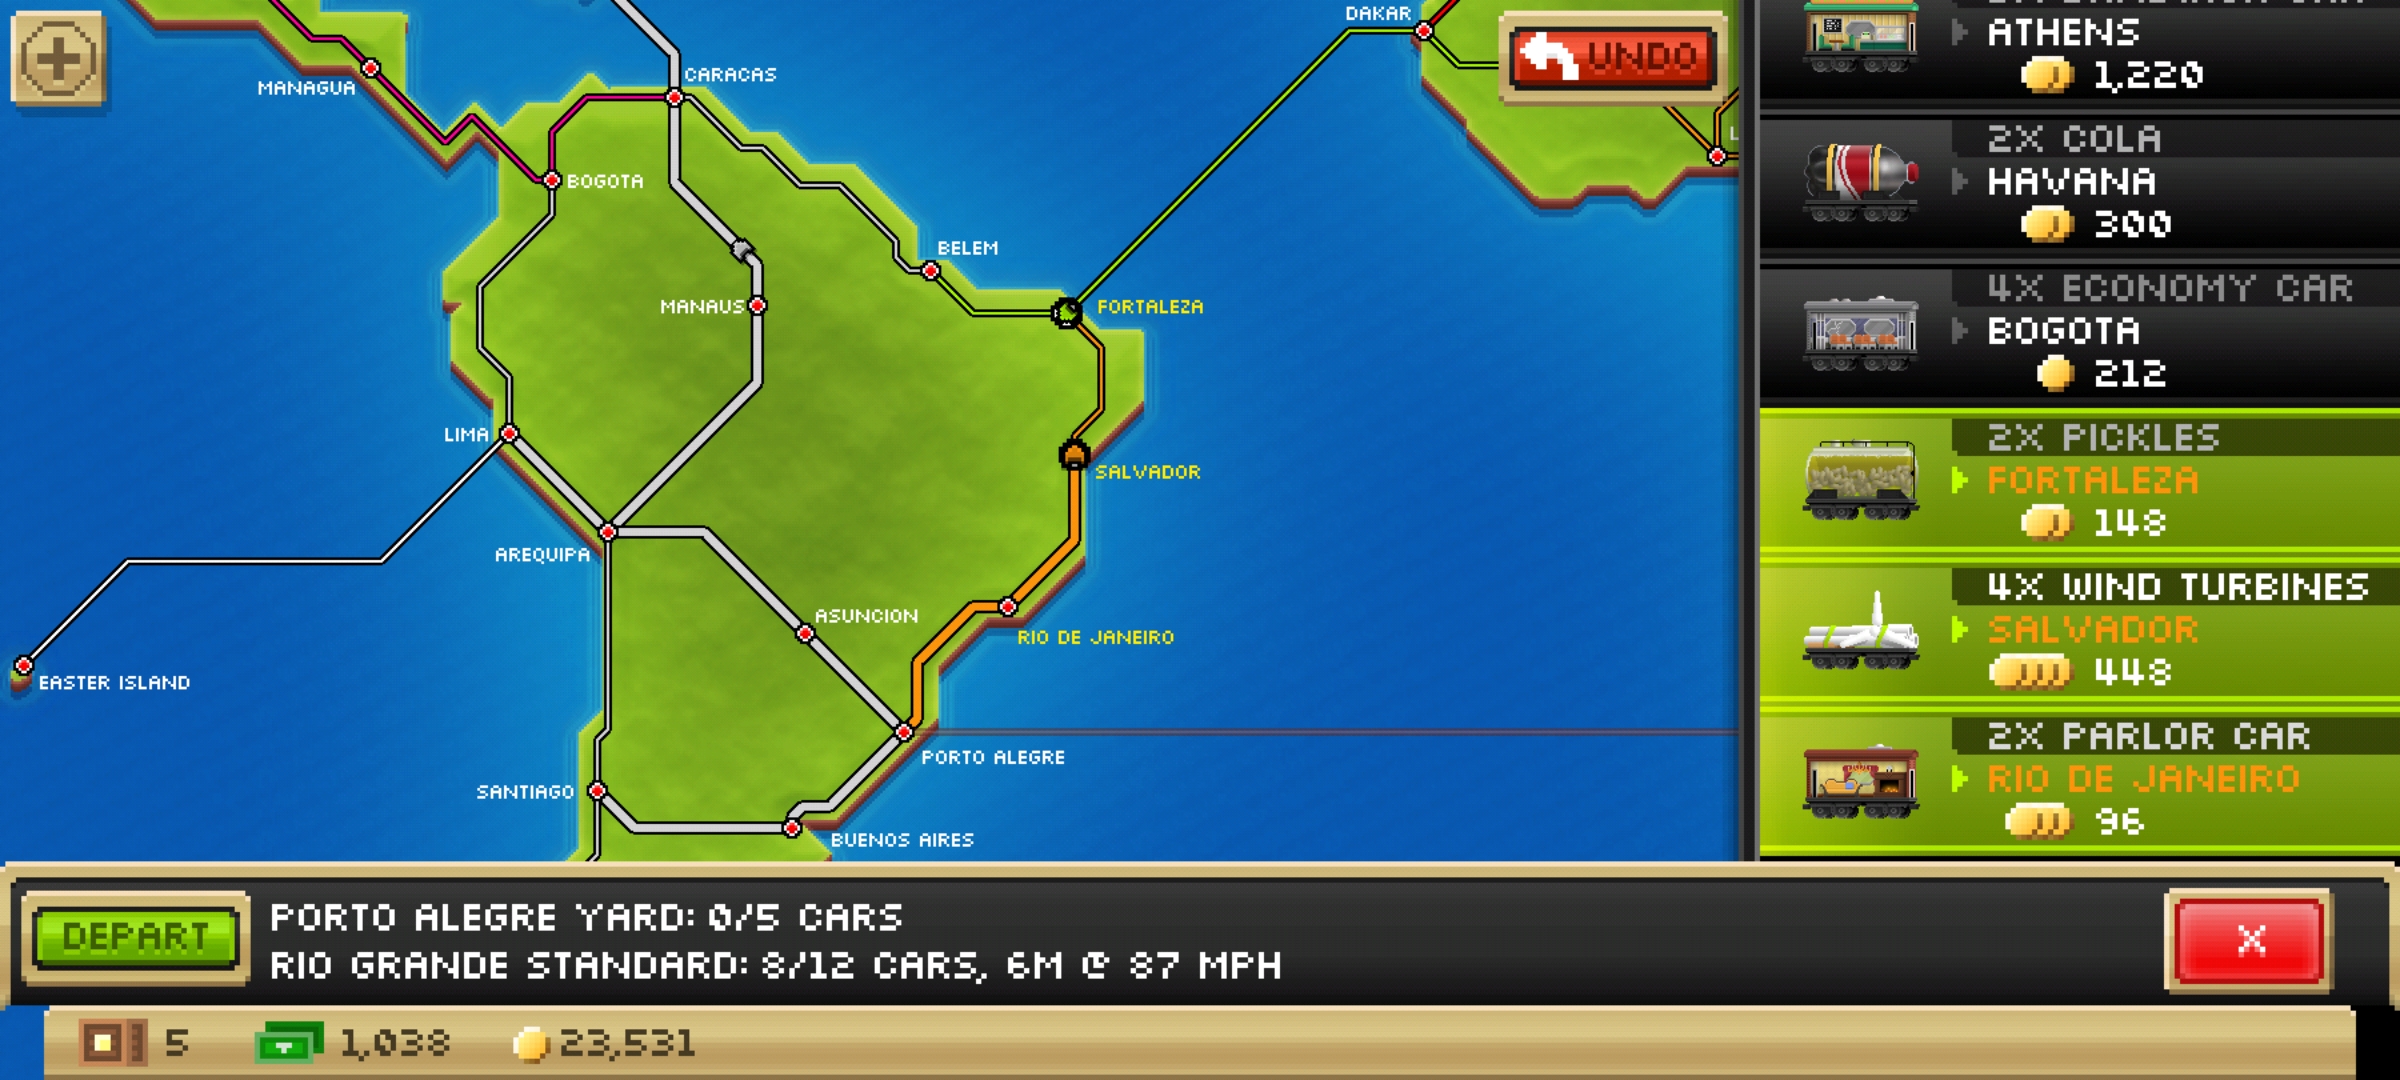 DAKAR
UNDO
CARACAS
MANAGUA
BOGOTA
BELEM
MANAUS
FORTALEZA
LIMA
SALVADOR
AREQUIPA
ASUNCION
RIO DE JANEIRO
EASTER ISLAND
PORTO ALEGRE
SANTIAGO
BUENOS AIRES
ATHENS
1,220
2X COLA
HAVANA
300
4X ECONOMY CAR
BOGOTA
212
2X PICKLES
FORTALEZA
148
4X WIND TURBINES
SALVADOR
448
2X PARLOR CAR
RIO DE JANEIRO
96
DEPART
PORTO ALEGRE YARD: 0/5 CARS
RIO GRANDE STANDARD: 8/12 CARS, 6M @ 87 MPH
X
5
1,038
23,531